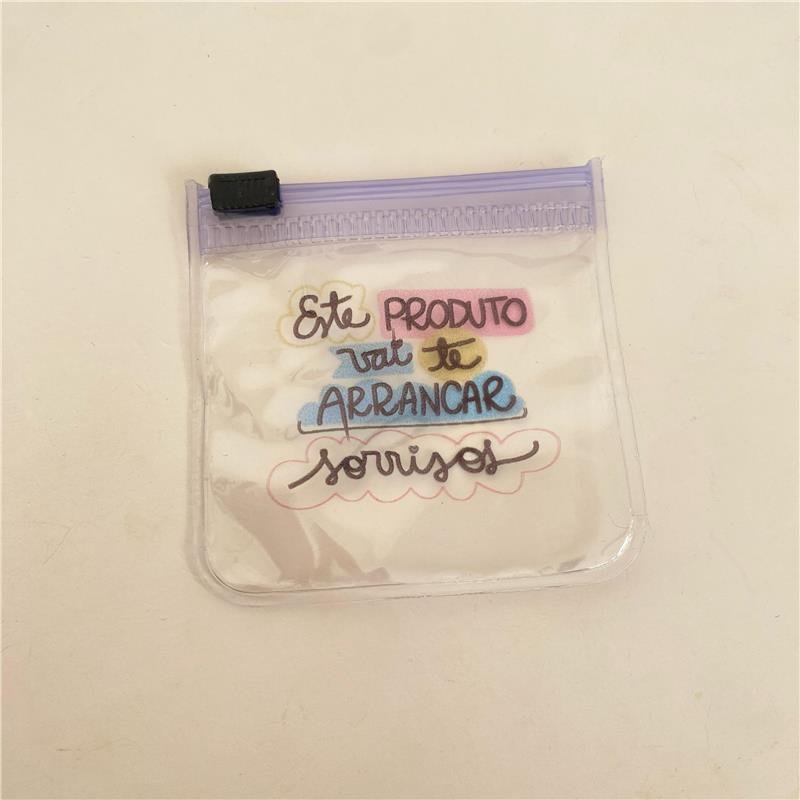 Este PRODUTO
vai te
ARRANCAR
sorrisos